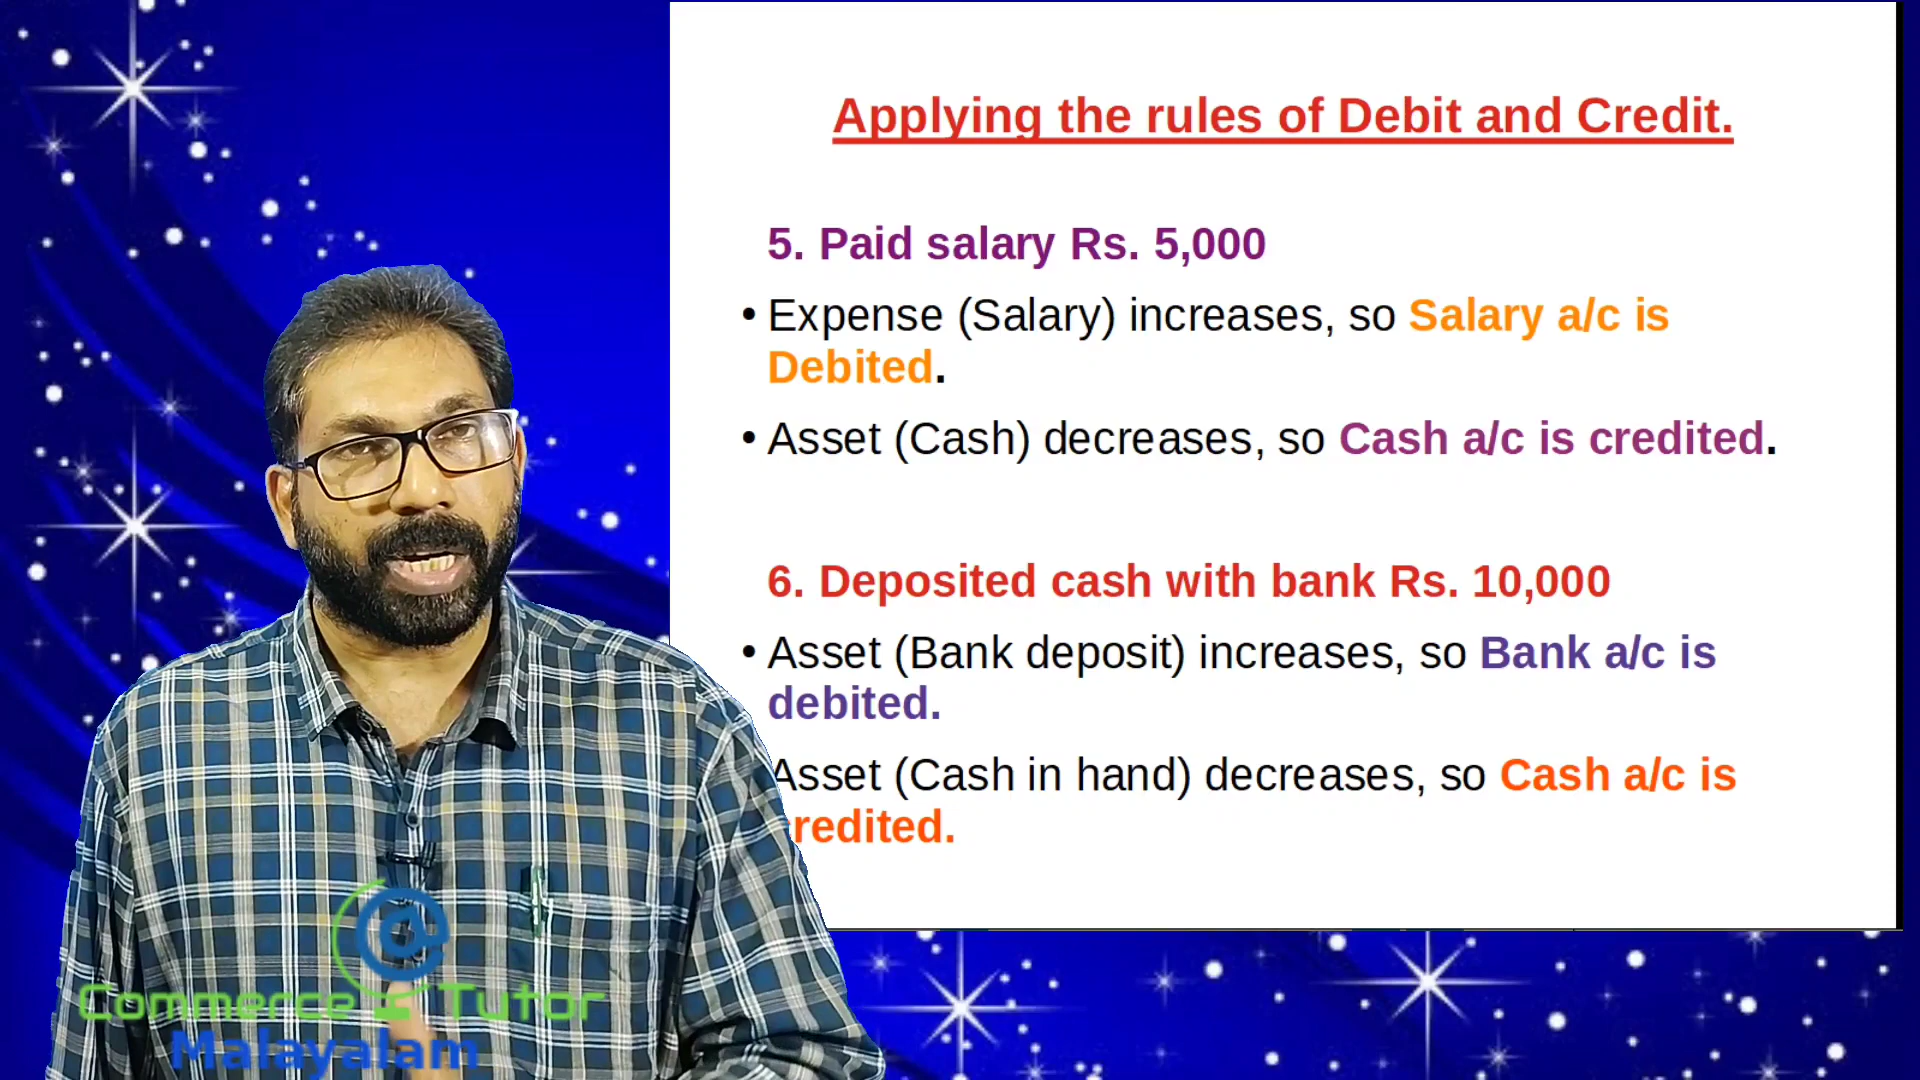 Applying the rules of Debit and Credit.
5. Paid salary Rs. 5,000
• Expense (Salary) increases, so Salary a/c is
Debited.
• Asset (Cash) decreases, so Cash a/c is credited.
6. Deposited cash with bank Rs. 10,000
• Asset (Bank deposit) increases, so Bank a/c is
debited.
Asset (Cash in hand) decreases, so Cash a/c is
redited.
@
Commerce Tutor
Malayalam